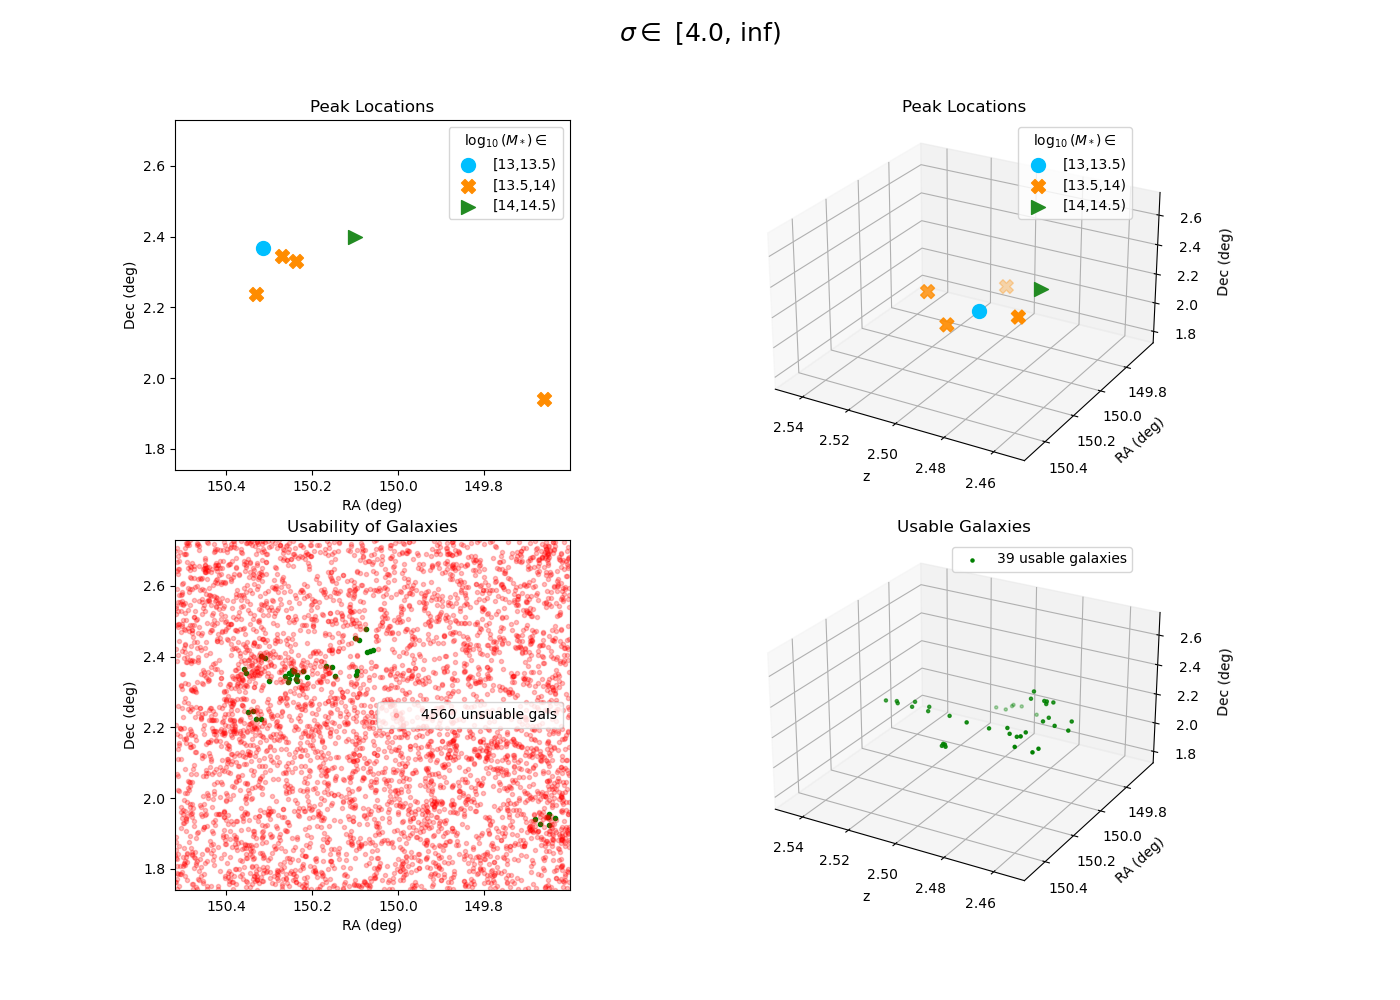 σ ∈ [4.0, inf)
Peak Locations
log₁₀(M*) ∈
[13,13.5)
[13.5,14)
[14,14.5)
2.6
2.4
2.2
2.0
1.8
Dec (deg)
150.4 150.2 150.0 149.8
RA (deg)
Peak Locations
log₁₀(M*) ∈
[13,13.5)
[13.5,14)
[14,14.5)
2.6
2.4
2.2
2.0
1.8
Dec (deg)
149.8
150.0
150.2
150.4
RA (deg)
2.54
2.52
2.50
2.48
2.46
z
Usability of Galaxies
4560 unsuable gals
2.6
2.4
2.2
2.0
1.8
Dec (deg)
150.4 150.2 150.0 149.8
RA (deg)
Usable Galaxies
39 usable galaxies
2.6
2.4
2.2
2.0
1.8
Dec (deg)
149.8
150.0
150.2
150.4
RA (deg)
2.54
2.52
2.50
2.48
2.46
z